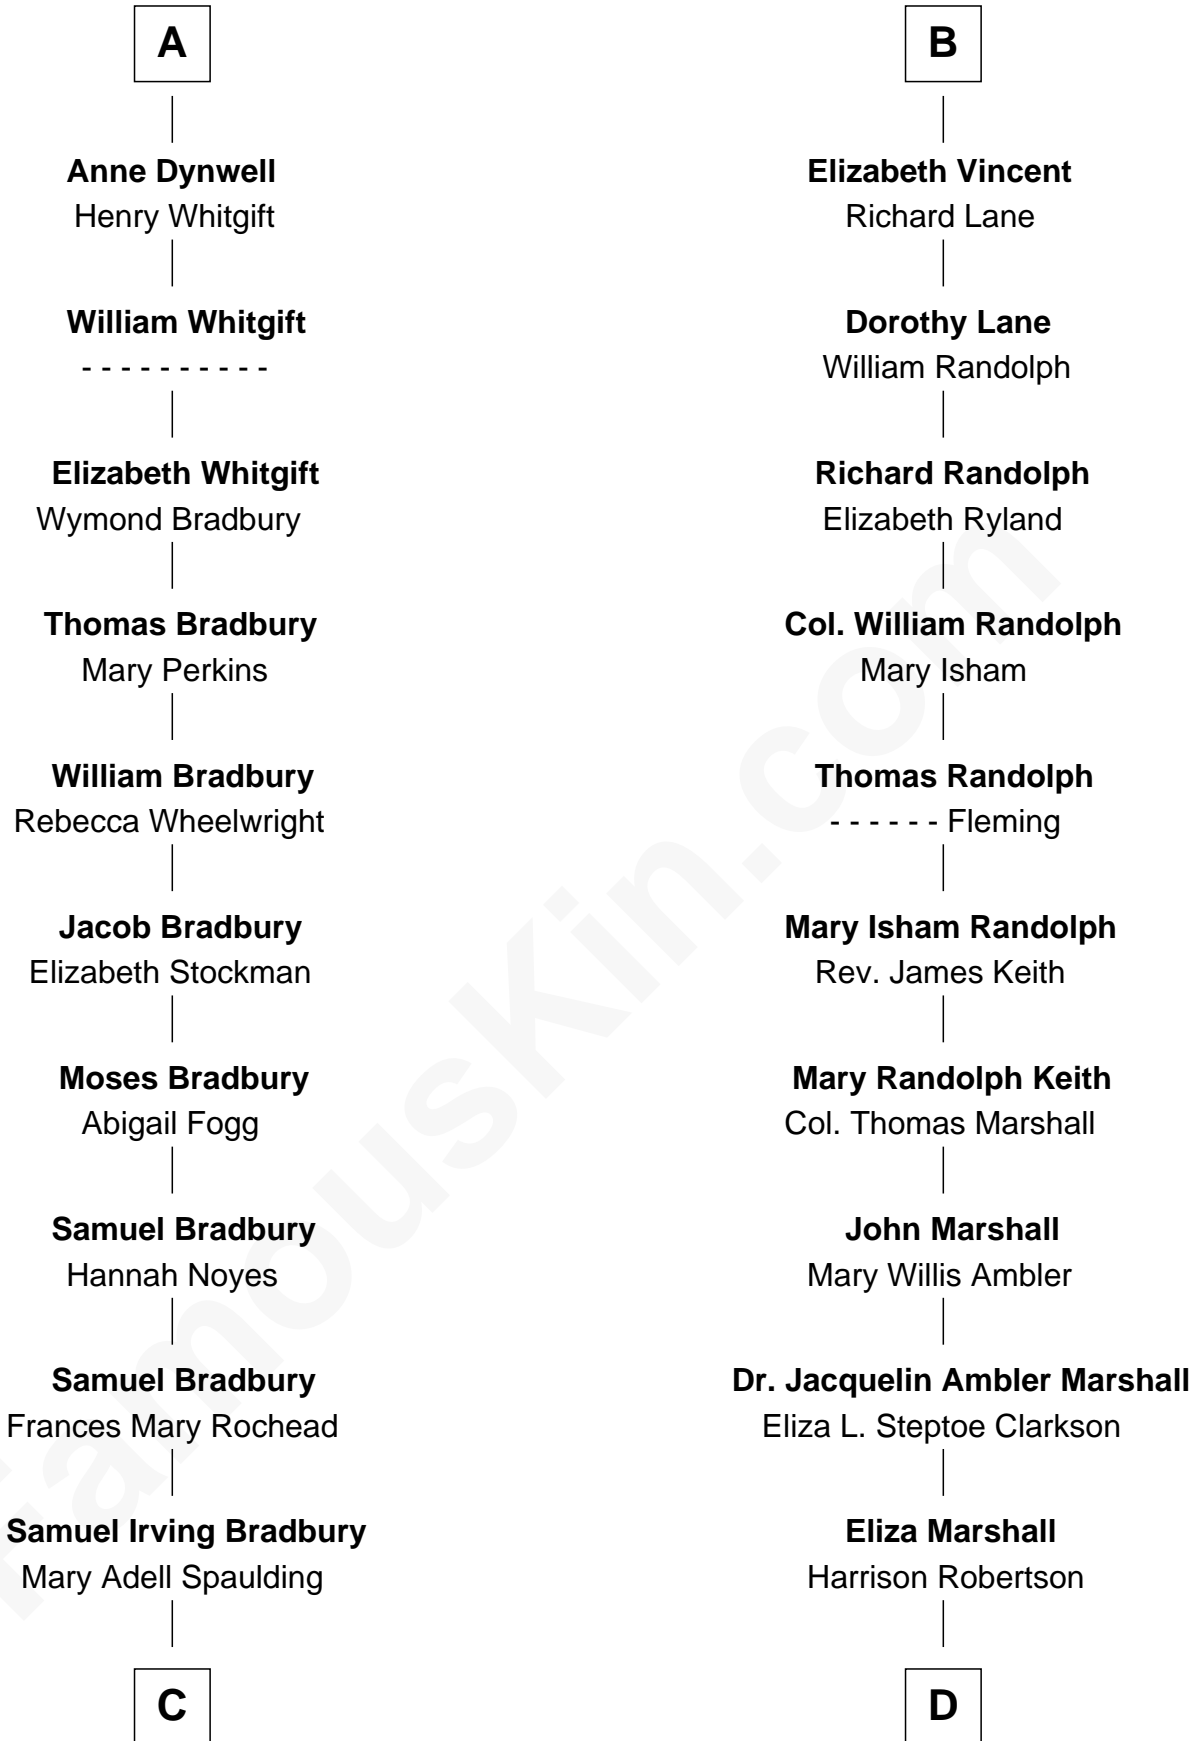 A
Anne Dynwell
Henry Whitgift
William Whitgift
- - - - - - - - - -
Elizabeth Whitgift
Wymond Bradbury
Thomas Bradbury
Mary Perkins
William Bradbury
Rebecca Wheelwright
Jacob Bradbury
Elizabeth Stockman
Moses Bradbury
Abigail Fogg
Samuel Bradbury
Hannah Noyes
Samuel Bradbury
Frances Mary Rochead
Samuel Irving Bradbury
Mary Adell Spaulding
C
B
Elizabeth Vincent
Richard Lane
Dorothy Lane
William Randolph
Richard Randolph
Elizabeth Ryland
Col. William Randolph
Mary Isham
Thomas Randolph
- - - - - - Fleming
Mary Isham Randolph
Rev. James Keith
Mary Randolph Keith
Col. Thomas Marshall
John Marshall
Mary Willis Ambler
Dr. Jacquelin Ambler Marshall
Eliza L. Steptoe Clarkson
Eliza Marshall
Harrison Robertson
D
FamousKin.com